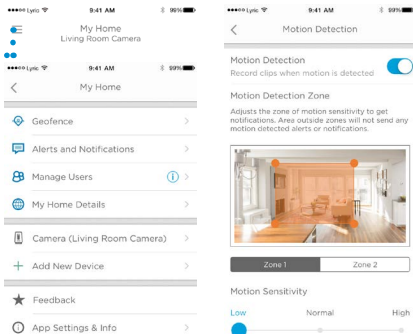 Lyric 9:41 AM 99%
My Home
Living Room Camera
Lyric 9:41 AM 99%
My Home
Geofence
Alerts and Notifications
Manage Users
My Home Details
Camera (Living Room Camera)
Add New Device
Feedback
App Settings & Info
Lyric 9:41 AM 99%
Motion Detection
Motion Detection
Record clips when motion is detected
Motion Detection Zone
Adjusts the zone of motion sensitivity to get
notifications. Area outside zones will not send any
motion detected alerts or notifications.
Zone 1 Zone 2
Motion Sensitivity
Low Normal High